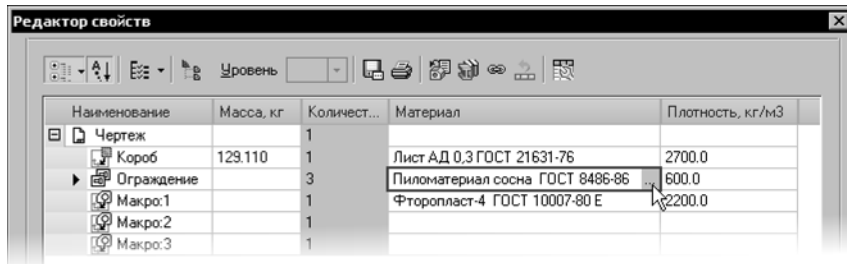 Редактор свойств
Уровень
Наименование Масса, кг Количест... Материал Плотность, кг/м3
Чертеж 1
Короб 129.110 1 Лист АД 0,3 ГОСТ 21631-76 2700.0
Ограждение 3 Пиломатериал сосна ГОСТ 8486-86 ... 600.0
Макро:1 1 Фторопласт-4 ГОСТ 10007-80 Е 2200.0
Макро:2 1
Макро:3 1